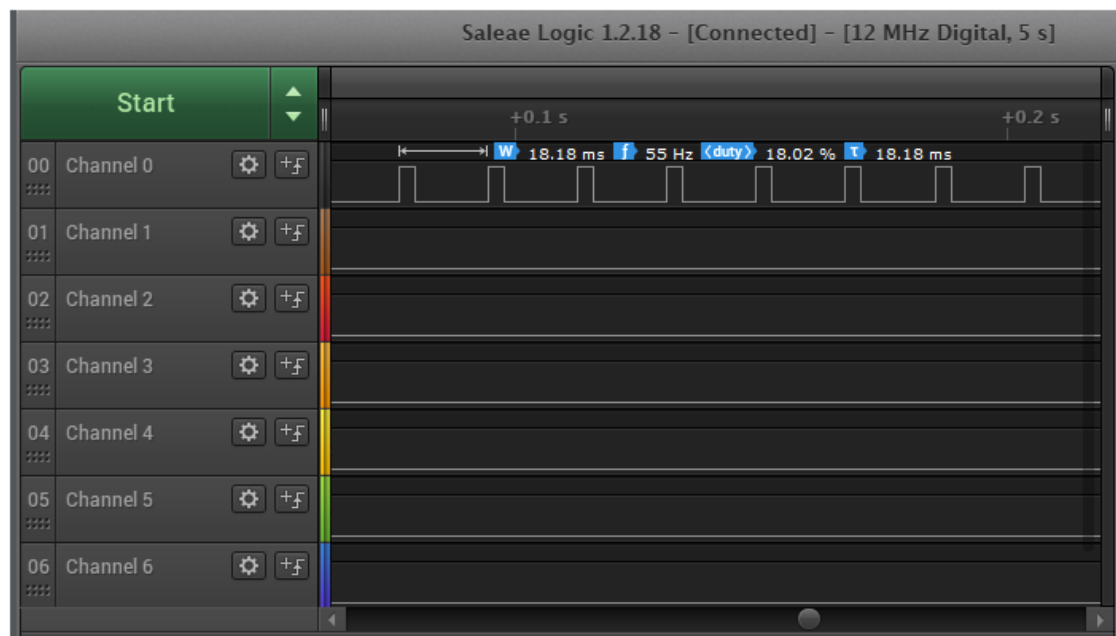 Saleae Logic 1.2.18 - [Connected] - [12 MHz Digital, 5 s]
Start
+0.1 s +0.2 s
W 18.18 ms f 55 Hz ⟨duty⟩ 18.02 % T 18.18 ms
00 Channel 0
01 Channel 1
02 Channel 2
03 Channel 3
04 Channel 4
05 Channel 5
06 Channel 6